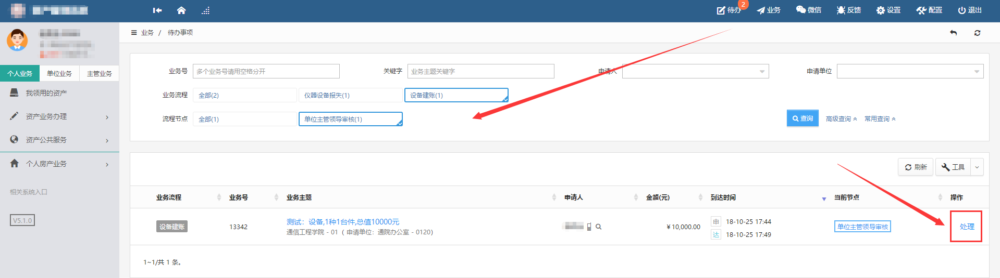 待办 2 业务 微信 反馈 设置 配置 退出
业务 / 待办事项
个人业务 单位业务 主管业务
我领用的资产
资产业务办理
资产公共服务
个人房产业务
相关系统入口
V5.1.0
业务号 多个业务号请用空格分开 关键字 业务主题关键字 申请人 申请单位
业务流程 全部(2) 仪器设备报失(1) 设备建账(1)
流程节点 全部(1) 单位主管领导审核(1) 查询 高级查询 常用查询
刷新 工具
业务流程 业务号 业务主题 申请人 金额(元) 到达时间 当前节点 操作
设备建账 13342 测试：设备,1种1台件,总值10000元 ¥10,000.00 申 18-10-25 17:44 单位主管领导审核 处理
通信工程学院 - 01（申请单位：通院办公室 - 0120） 达 18-10-25 17:49
1~1/共 1 条。